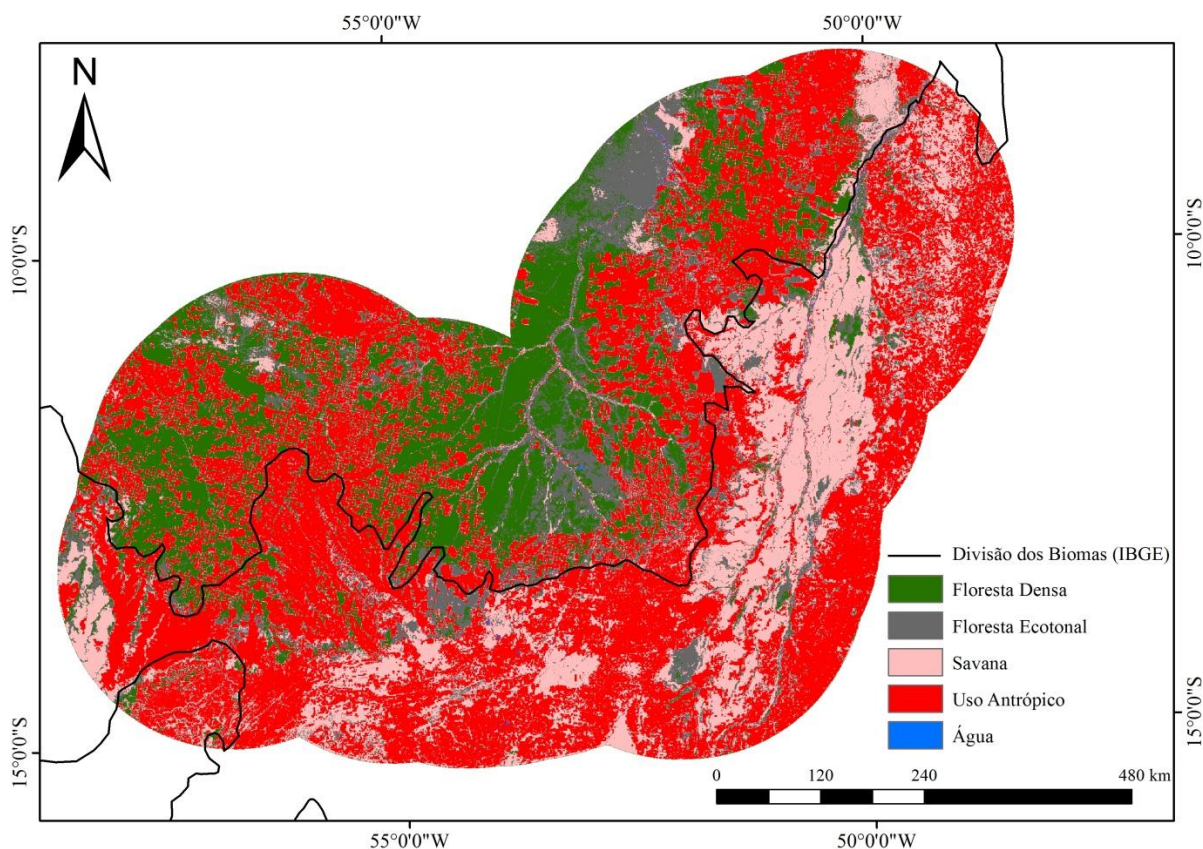 55°0'0"W
50°0'0"W
N
10°0'0"S
10°0'0"S
Divisão dos Biomas (IBGE)
Floresta Densa
Floresta Ecotonal
Savana
Uso Antrópico
Água
15°0'0"S
15°0'0"S
0 120 240 480 km
55°0'0"W
50°0'0"W